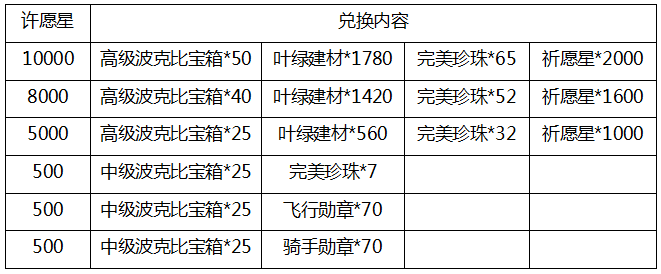 许愿星 兑换内容
10000 高级波克比宝箱*50 叶绿建材*1780 完美珍珠*65 祈愿星*2000
8000 高级波克比宝箱*40 叶绿建材*1420 完美珍珠*52 祈愿星*1600
5000 高级波克比宝箱*25 叶绿建材*560 完美珍珠*32 祈愿星*1000
500 中级波克比宝箱*25 完美珍珠*7
500 中级波克比宝箱*25 飞行勋章*70
500 中级波克比宝箱*25 骑手勋章*70